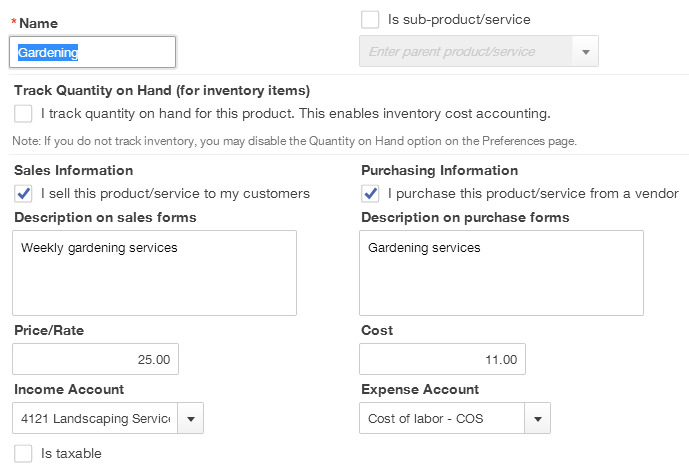 * Name
Is sub-product/service
Gardening
Enter parent product/service
Track Quantity on Hand (for inventory items)
I track quantity on hand for this product. This enables inventory cost accounting.
Note: If you do not track inventory, you may disable the Quantity on Hand option on the Preferences page.
Sales Information
I sell this product/service to my customers
Description on sales forms
Weekly gardening services
Price/Rate
25.00
Income Account
4121 Landscaping Servic
Is taxable
Purchasing Information
I purchase this product/service from a vendor
Description on purchase forms
Gardening services
Cost
11.00
Expense Account
Cost of labor - COS